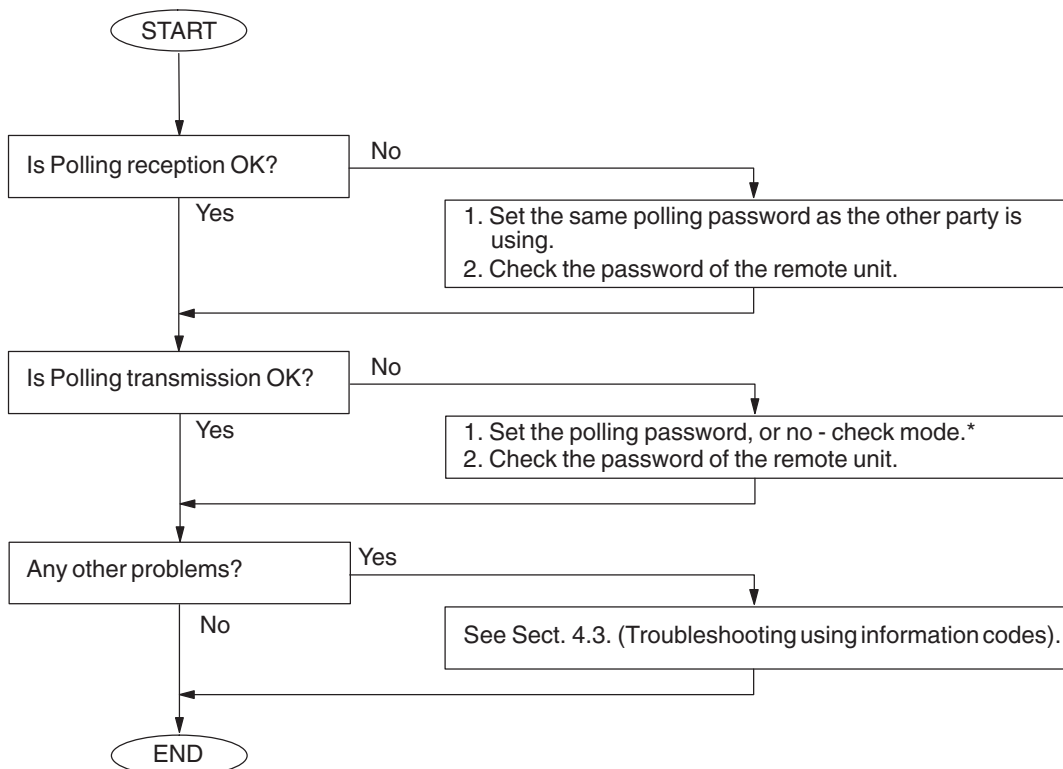 START
Is Polling reception OK?
No
Yes
1. Set the same polling password as the other party is
using.
2. Check the password of the remote unit.
Is Polling transmission OK?
No
Yes
1. Set the polling password, or no - check mode.*
2. Check the password of the remote unit.
Any other problems?
Yes
No
See Sect. 4.3. (Troubleshooting using information codes).
END